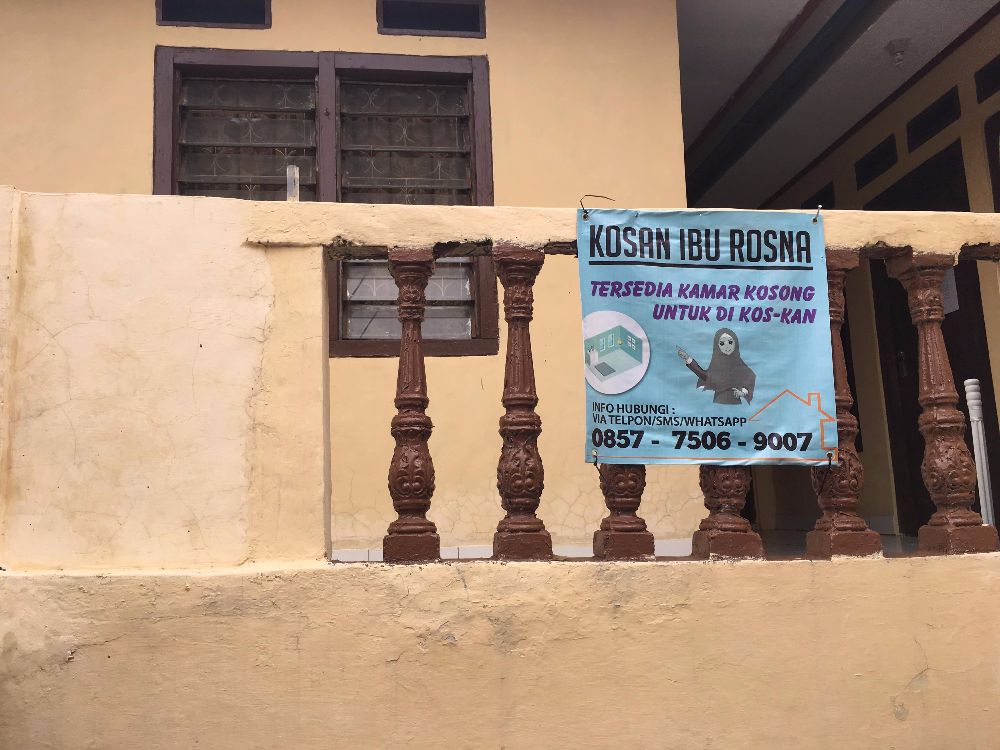 KOSAN IBU ROSNA
TERSEDIA KAMAR KOSONG
UNTUK DI KOS-KAN
INFO HUBUNGI :
VIA TELPON/SMS/WHATSAPP
0857 - 7506 - 9007